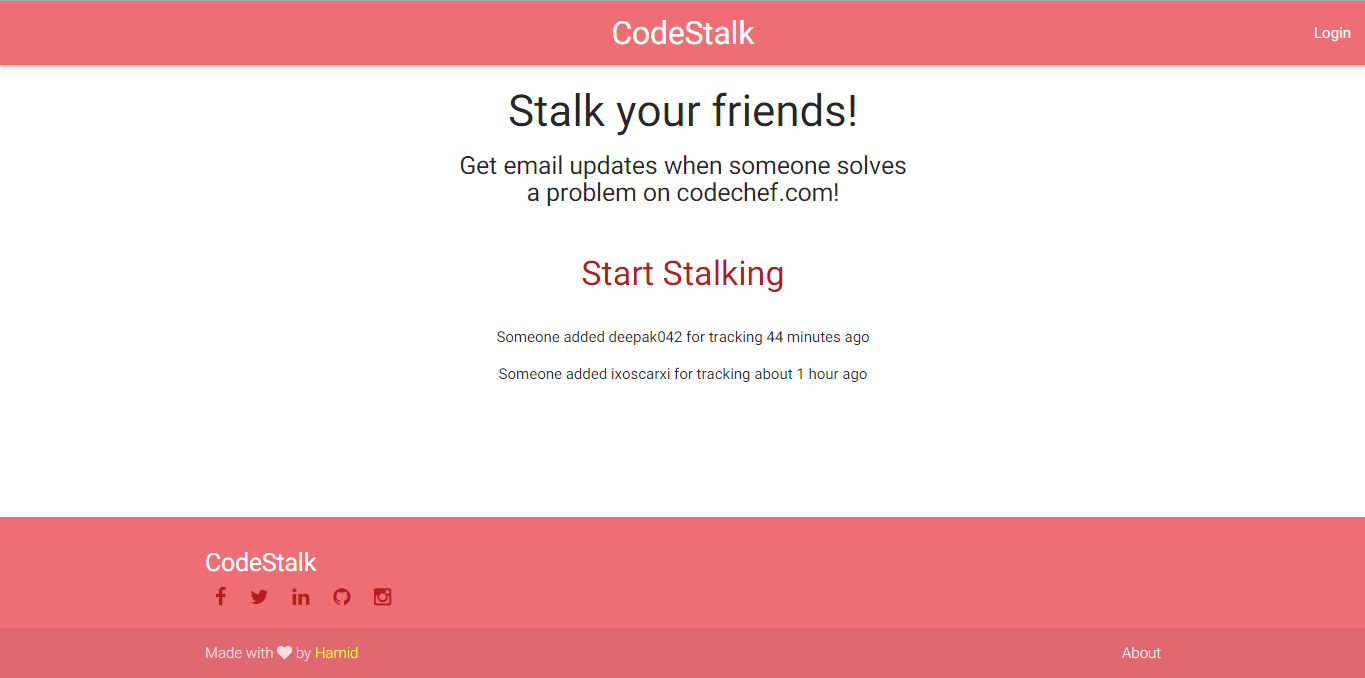 CodeStalk
Login
Stalk your friends!
Get email updates when someone solves
a problem on codechef.com!
Start Stalking
Someone added deepak042 for tracking 44 minutes ago
Someone added ixoscarxi for tracking about 1 hour ago
CodeStalk
Made with by Hamid
About